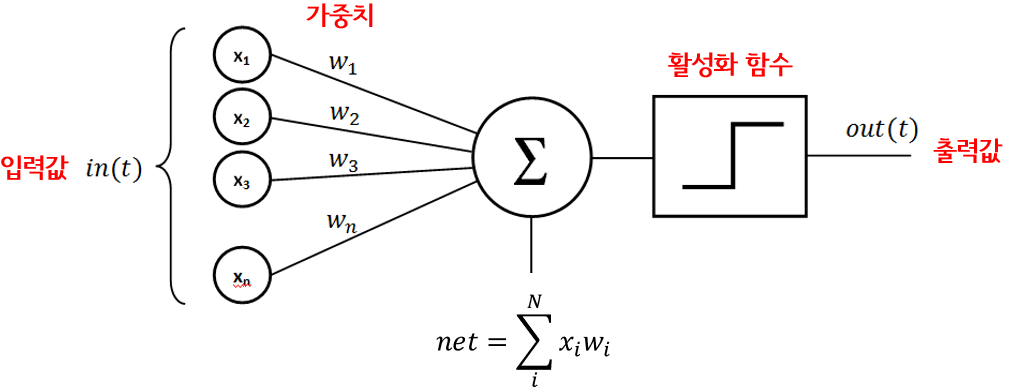 가중치
x₁
w₁
활성화 함수
x₂
w₂
out(t)
출력값
입력값 in(t)
x₃
w₃
Σ
wₙ
xₙ
net = ∑ᵢᴺ xᵢwᵢ